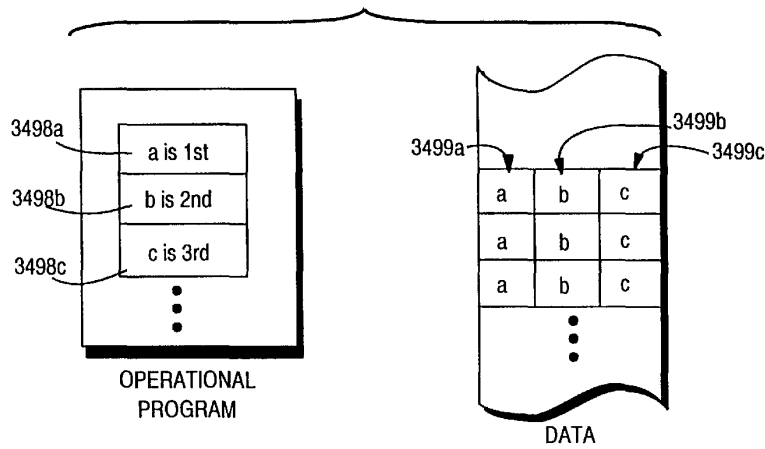 3498a
a is 1st
3498b
b is 2nd
3498c
c is 3rd
OPERATIONAL
PROGRAM
3499a
3499b
3499c
a b c
a b c
a b c
DATA